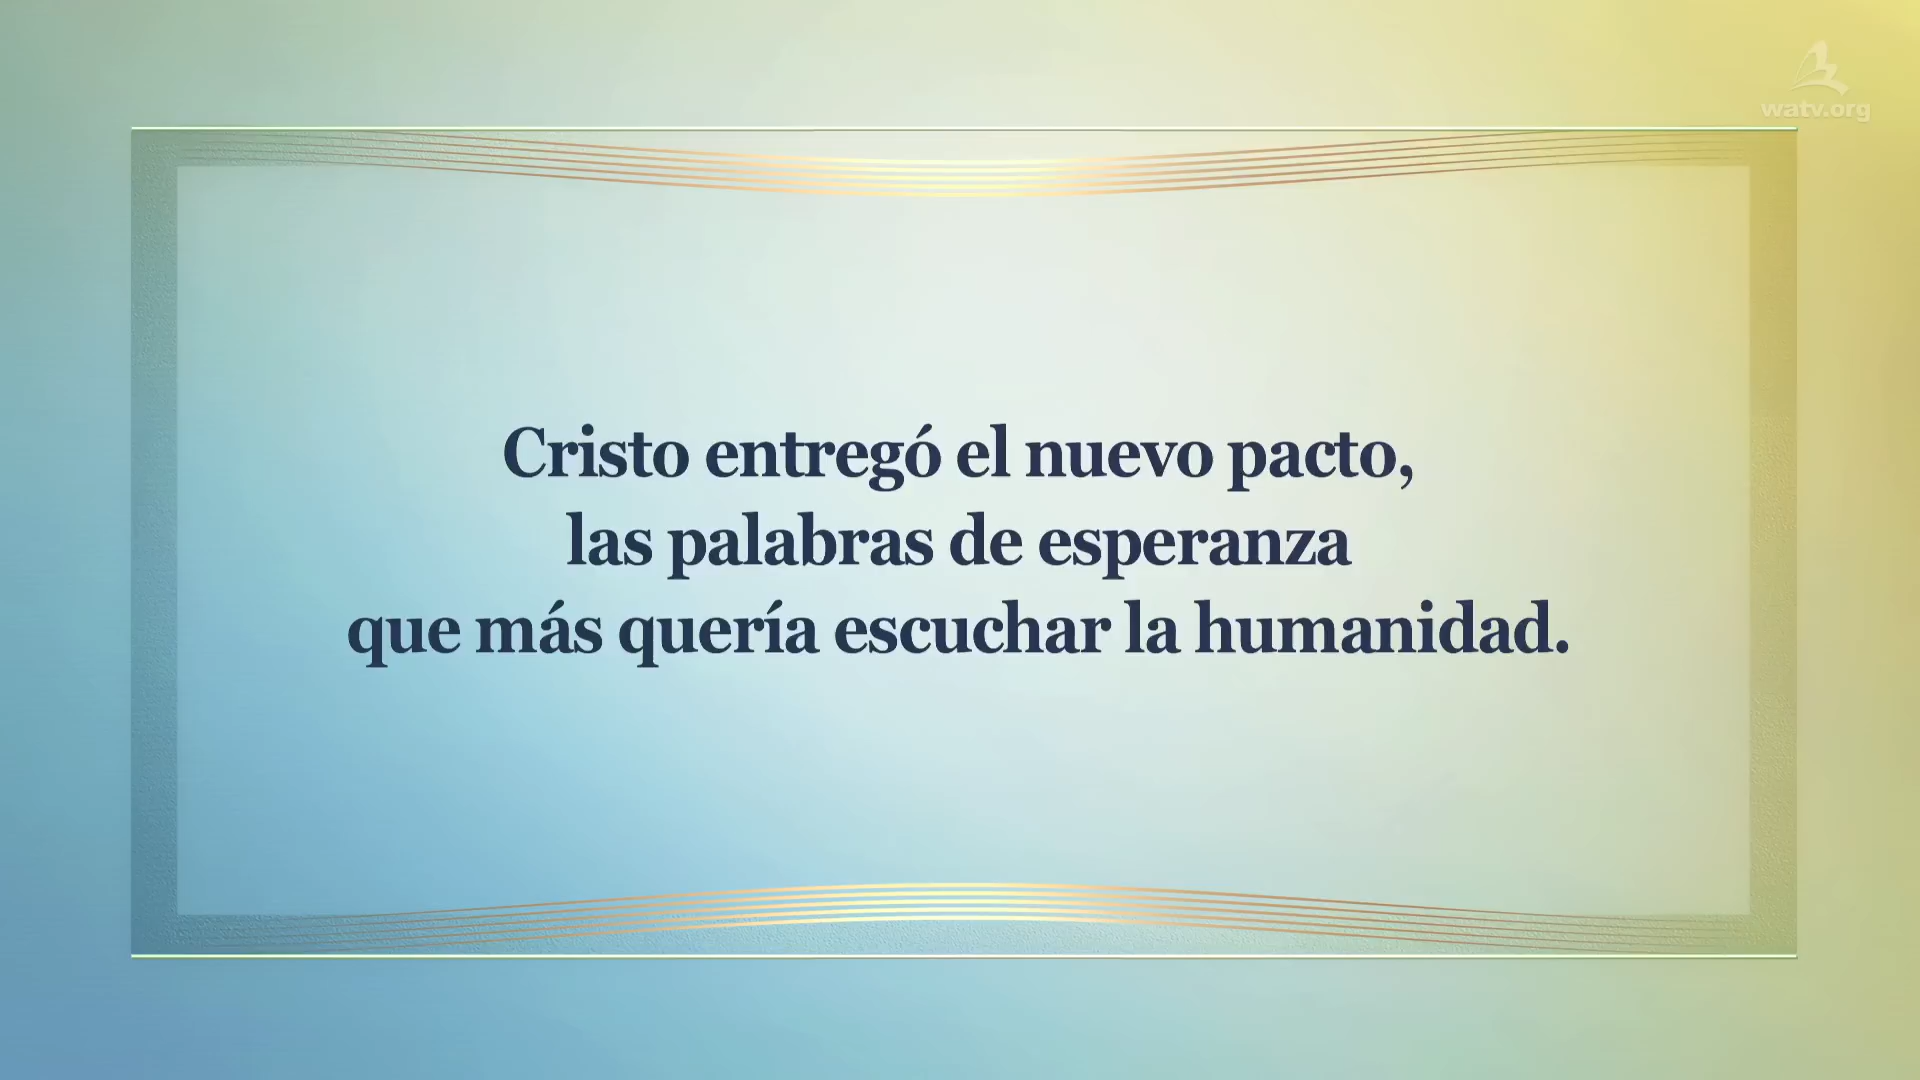 watv.org
Cristo entregó el nuevo pacto,
las palabras de esperanza
que más quería escuchar la humanidad.